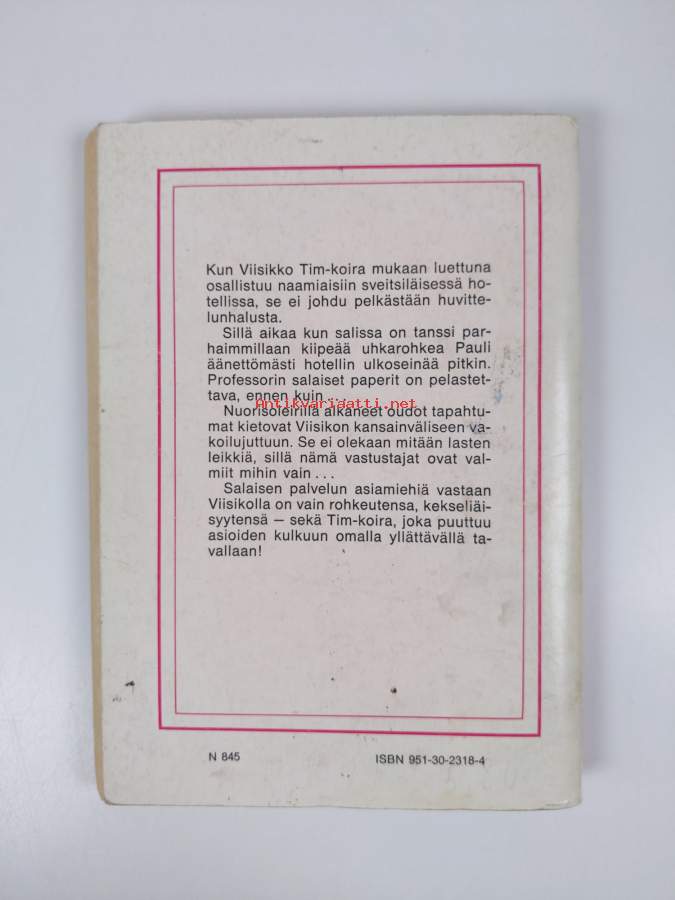 Kun Viisikko Tim-koira mukaan luettuna
osallistuu naamiaisiin sveitsiläisessä ho-
tellissa, se ei johdu pelkästään huvitte-
lunhalusta.
Sillä aikaa kun salissa on tanssi par-
haimmillaan kiipeää uhkarohkea Pauli
äänettömästi hotellin ulkoseinää pitkin.
Professorin salaiset paperit on pelastet-
tava, ennen kuin ...
Antikvariaatti.net
Nuorisoleirillä alkaneet oudot tapahtu-
mat kietovat Viisikon kansainväliseen va-
koilujuttuun. Se ei olekaan mitään lasten
leikkiä, sillä nämä vastustajat ovat val-
miit mihin vain ...
Salaisen palvelun asiamiehiä vastaan
Viisikolla on vain rohkeutensa, kekseliäi-
syytensä — sekä Tim-koira, joka puuttuu
asioiden kulkuun omalla yllättävällä ta-
vallaan!
N 845 ISBN 951-30-2318-4